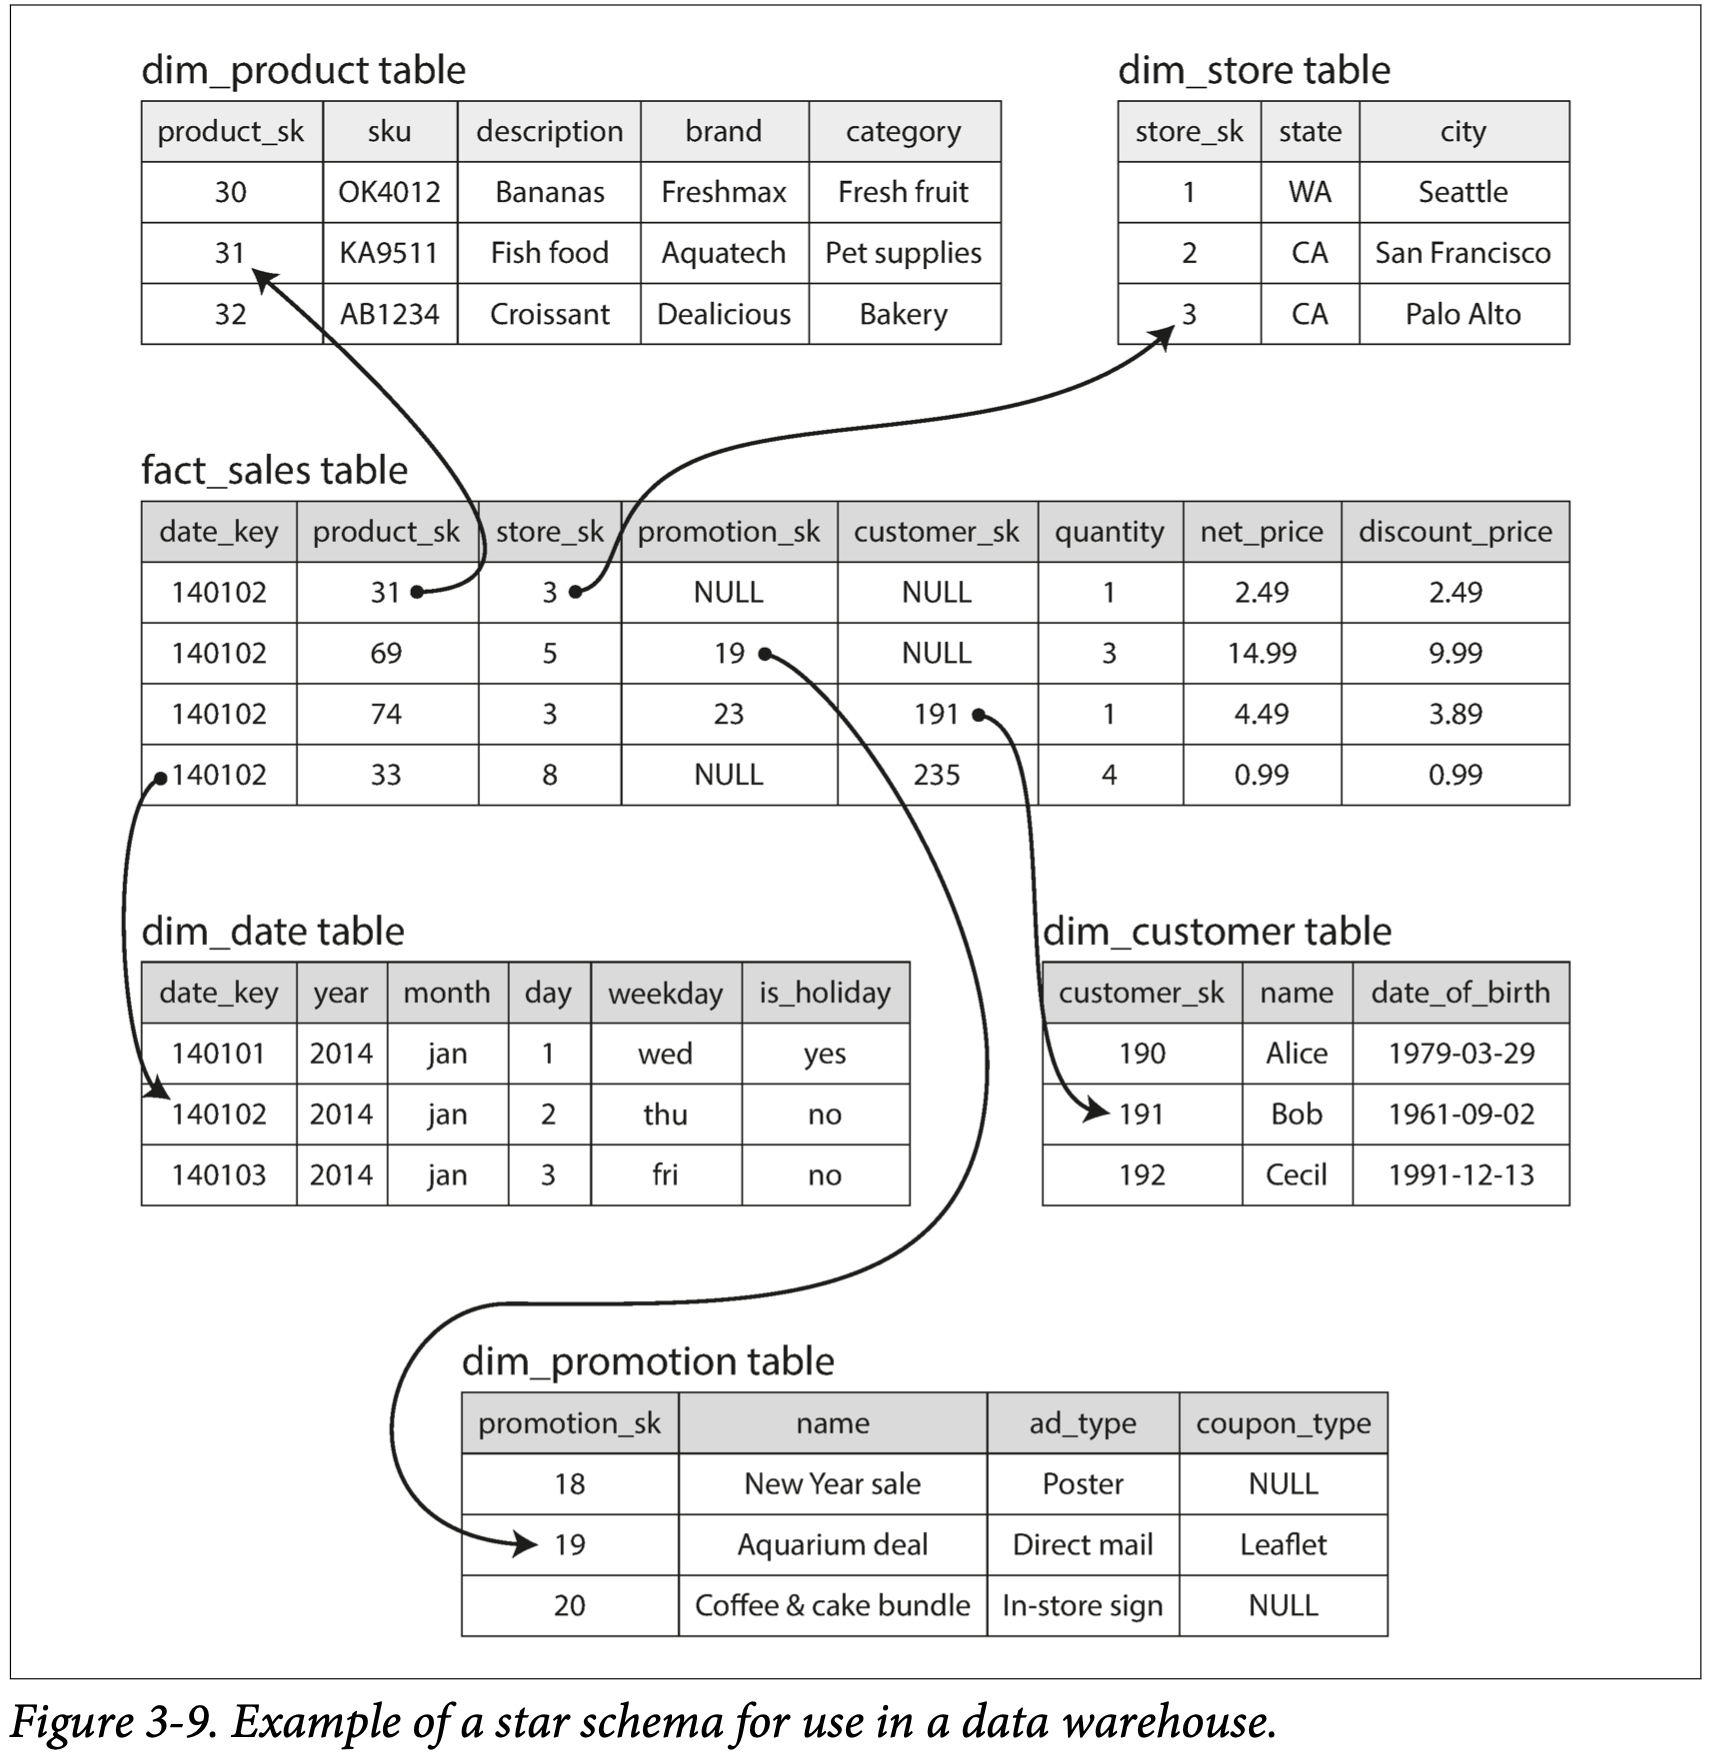 dim_product table
product_sk sku description brand category
30 OK4012 Bananas Freshmax Fresh fruit
31 KA9511 Fish food Aquatech Pet supplies
32 AB1234 Croissant Dealicious Bakery
dim_store table
store_sk state city
1 WA Seattle
2 CA San Francisco
3 CA Palo Alto
fact_sales table
date_key product_sk store_sk promotion_sk customer_sk quantity net_price discount_price
140102 31 3 NULL NULL 1 2.49 2.49
140102 69 5 19 NULL 3 14.99 9.99
140102 74 3 23 191 1 4.49 3.89
140102 33 8 NULL 235 4 0.99 0.99
dim_date table
date_key year month day weekday is_holiday
140101 2014 jan 1 wed yes
140102 2014 jan 2 thu no
140103 2014 jan 3 fri no
dim_customer table
customer_sk name date_of_birth
190 Alice 1979-03-29
191 Bob 1961-09-02
192 Cecil 1991-12-13
dim_promotion table
promotion_sk name ad_type coupon_type
18 New Year sale Poster NULL
19 Aquarium deal Direct mail Leaflet
20 Coffee & cake bundle In-store sign NULL
Figure 3-9. Example of a star schema for use in a data warehouse.